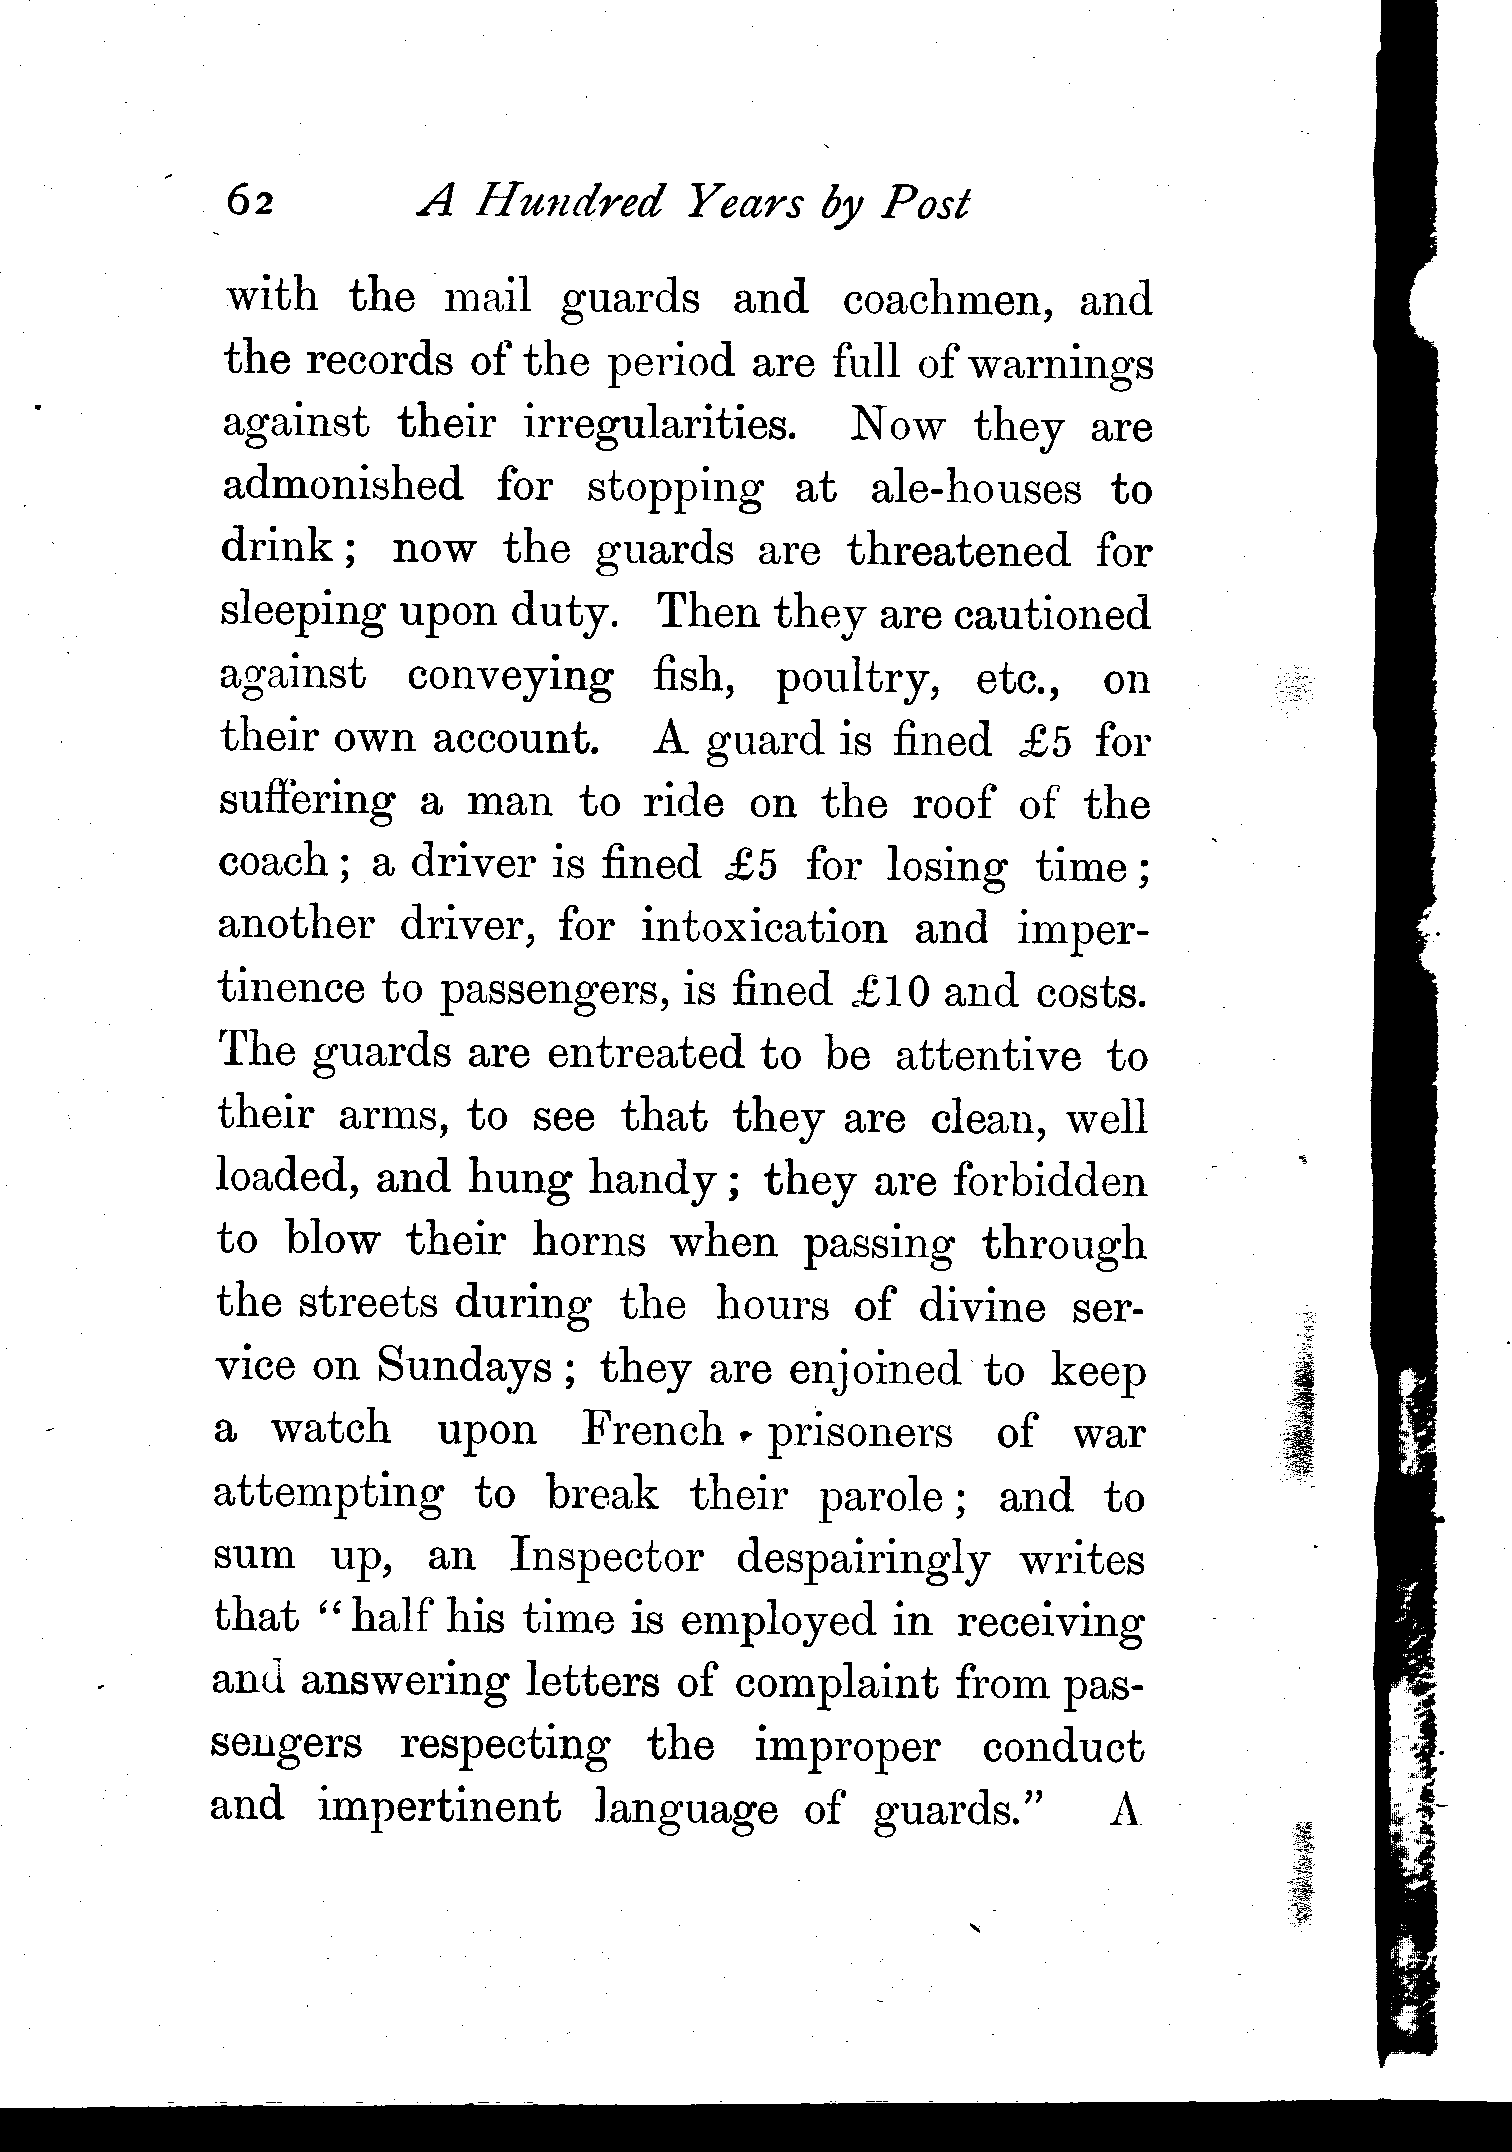 62 A Hundred Years by Post
with the mail guards and coachmen, and
the records of the period are full of warnings
against their irregularities. Now they are
admonished for stopping at ale-houses to
drink; now the guards are threatened for
sleeping upon duty. Then they are cautioned
against conveying fish, poultry, etc., on
their own account. A guard is fined £5 for
suffering a man to ride on the roof of the
coach; a driver is fined £5 for losing time;
another driver, for intoxication and imper-
tinence to passengers, is fined £10 and costs.
The guards are entreated to be attentive to
their arms, to see that they are clean, well
loaded, and hung handy; they are forbidden
to blow their horns when passing through
the streets during the hours of divine ser-
vice on Sundays; they are enjoined to keep
a watch upon French prisoners of war
attempting to break their parole; and to
sum up, an Inspector despairingly writes
that "half his time is employed in receiving
and answering letters of complaint from pas-
sengers respecting the improper conduct
and impertinent language of guards." A